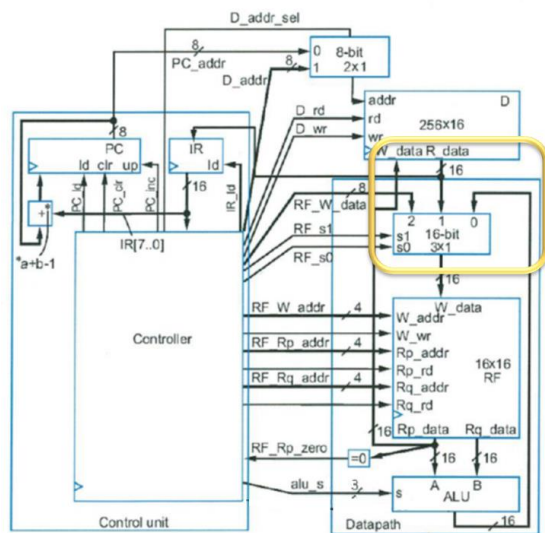 D_addr_sel
8
PC_addr
D_addr
8
0
1
8-bit
2x1
D_rd
D_wr
addr
rd
wr
D
256x16
W_data R_data
8
PC
ld clr up
IR
ld
16
PC_ld
PC_clr
PC_inc
IR_ld
+*
*a+b-1
IR[7..0]
16
8
RF_W_data
RF_s1
RF_s0
2 1 0
s1
s0
16-bit
3x1
16
Controller
RF_W_addr 4
RF_Rp_addr 4
RF_Rq_addr 4
W_data
W_addr
W_wr
Rp_addr
Rp_rd
Rq_addr
Rq_rd
16x16
RF
Rp_data Rq_data
16
RF_Rp_zero
=0
16
16
alu_s 3
s
A B
ALU
16
Control unit
Datapath